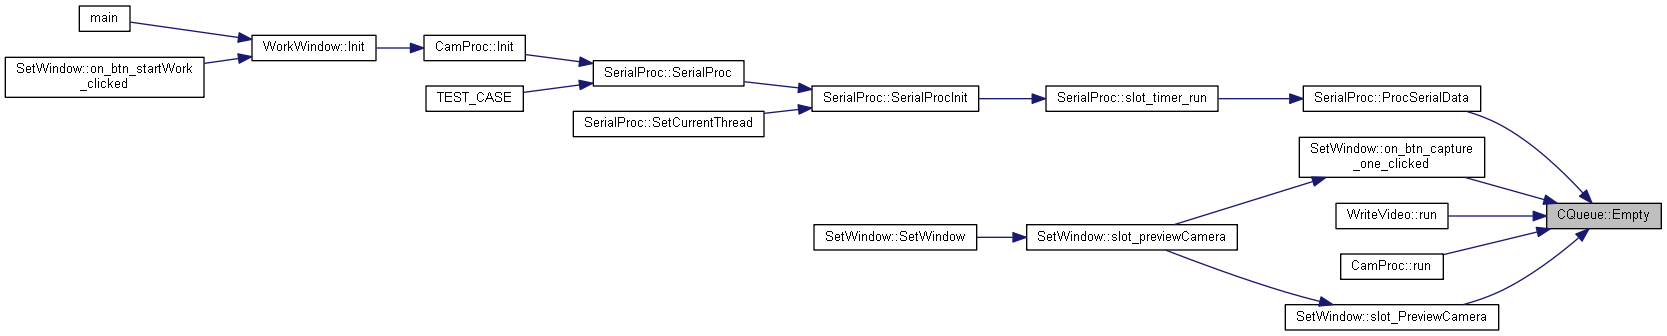 main
WorkWindow::Init
CamProc::Init
SetWindow::on_btn_startWork
_clicked
SerialProc::SerialProc
TEST_CASE
SerialProc::SerialProcInit
SerialProc::slot_timer_run
SerialProc::ProcSerialData
SerialProc::SetCurrentThread
SetWindow::on_btn_capture
_one_clicked
WriteVideo::run
CQueue::Empty
SetWindow::SetWindow
SetWindow::slot_previewCamera
CamProc::run
SetWindow::slot_PreviewCamera